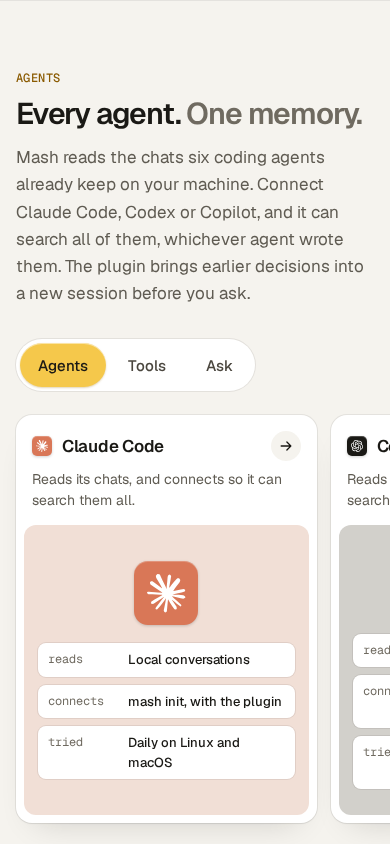 AGENTS
Every agent. One memory.
Mash reads the chats six coding agents
already keep on your machine. Connect
Claude Code, Codex or Copilot, and it can
search all of them, whichever agent wrote
them. The plugin brings earlier decisions into
a new session before you ask.
Agents Tools Ask
Claude Code
Reads its chats, and connects so it can
search them all.
reads Local conversations
connects mash init, with the plugin
tried Daily on Linux and
macOS
Reads
search